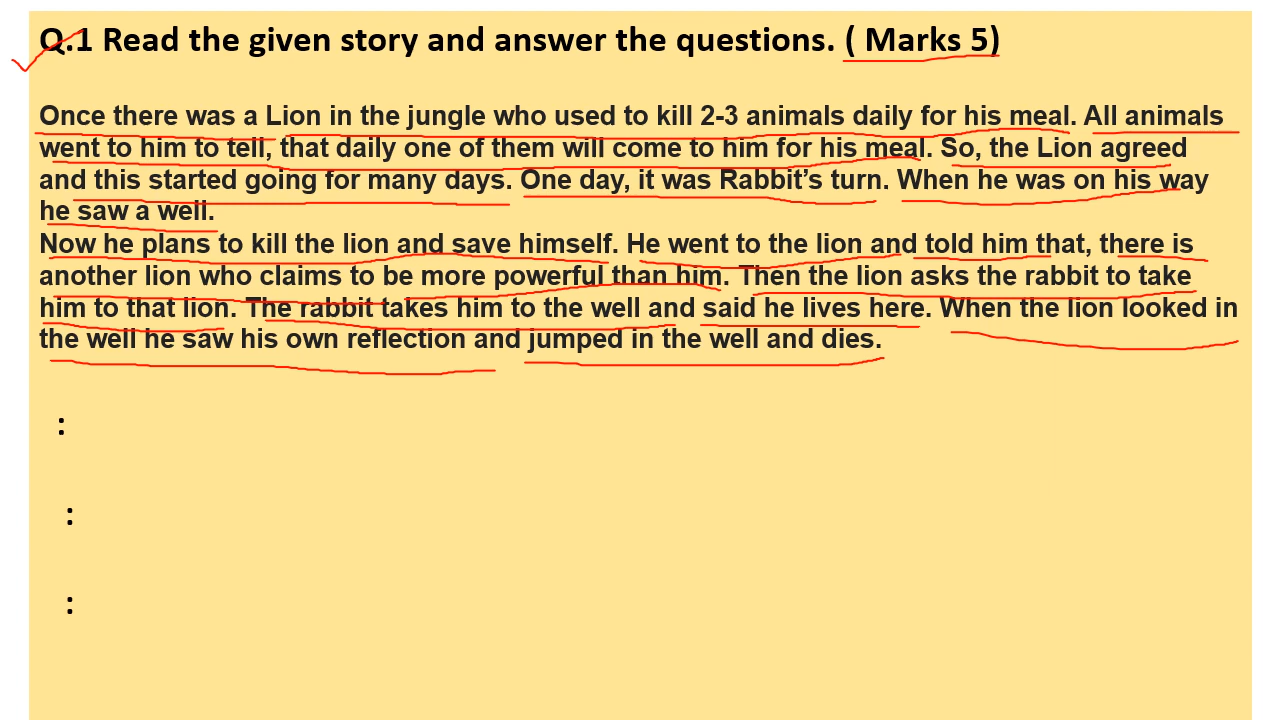 Q.1 Read the given story and answer the questions. ( Marks 5)
Once there was a Lion in the jungle who used to kill 2-3 animals daily for his meal. All animals
went to him to tell, that daily one of them will come to him for his meal. So, the Lion agreed
and this started going for many days. One day, it was Rabbit’s turn. When he was on his way
he saw a well.
Now he plans to kill the lion and save himself. He went to the lion and told him that, there is
another lion who claims to be more powerful than him. Then the lion asks the rabbit to take
him to that lion. The rabbit takes him to the well and said he lives here. When the lion looked in
the well he saw his own reflection and jumped in the well and dies.
:
:
: